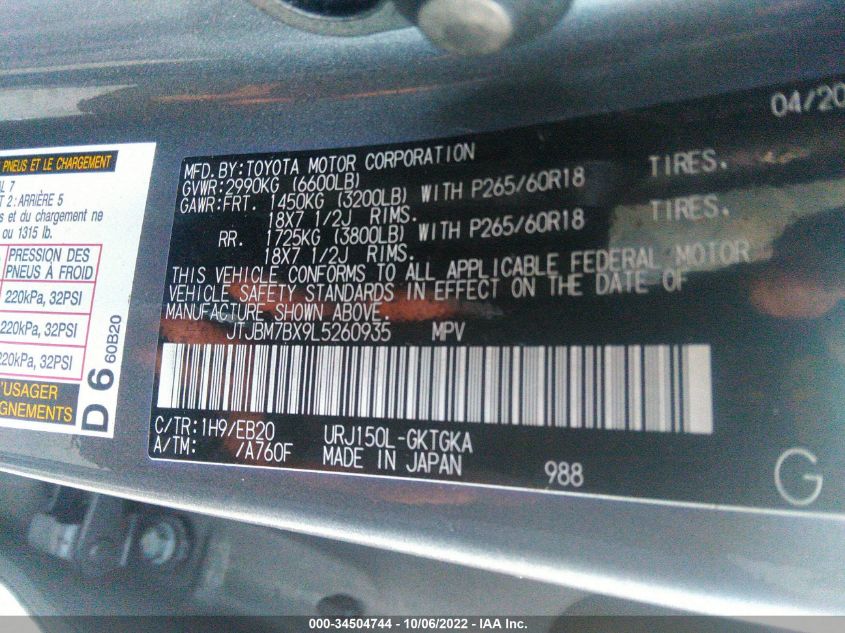 04/20
MFD.BY:TOYOTA MOTOR CORPORATION
GVWR:2990KG (6600LB)
GAWR:FRT. 1450KG (3200LB) WITH P265/60R18 TIRES.
18X7 1/2J RIMS.
RR. 1725KG (3800LB) WITH P265/60R18 TIRES.
18X7 1/2J RIMS.
THIS VEHICLE CONFORMS TO ALL APPLICABLE FEDERAL MOTOR
VEHICLE SAFETY STANDARDS IN EFFECT ON THE DATE OF
MANUFACTURE SHOWN ABOVE.
JTJBM7BX9L5260935 MPV
C/TR:1H9/EB20 URJ150L-GKTGKA
A/TM: /A760F MADE IN JAPAN 988
G
PNEUS ET LE CHARGEMENT
7
2:ARRIÈRE 5
et du chargement ne
ou 1315 lb.
PRESSION DES
PNEUS À FROID
220kPa, 32PSI
220kPa, 32PSI
220kPa, 32PSI
'USAGER
D 6 60B20
000-34504744 - 10/06/2022 - IAA Inc.